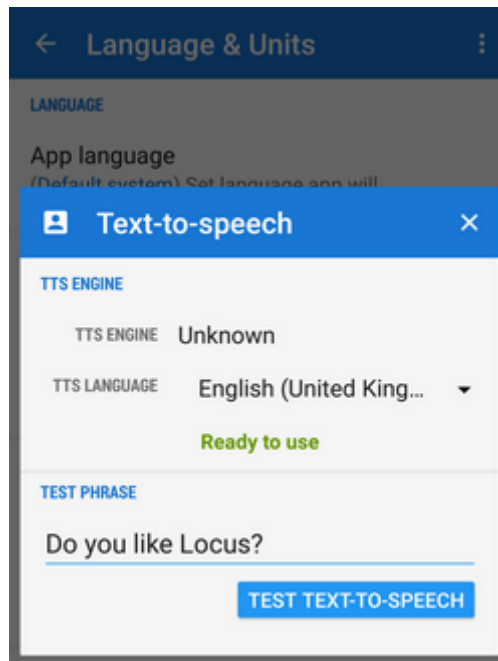 Language & Units
LANGUAGE
App language
(Default system) Set language app will
Text-to-speech
TTS ENGINE
TTS ENGINE Unknown
TTS LANGUAGE English (United King...
Ready to use
TEST PHRASE
Do you like Locus?
TEST TEXT-TO-SPEECH